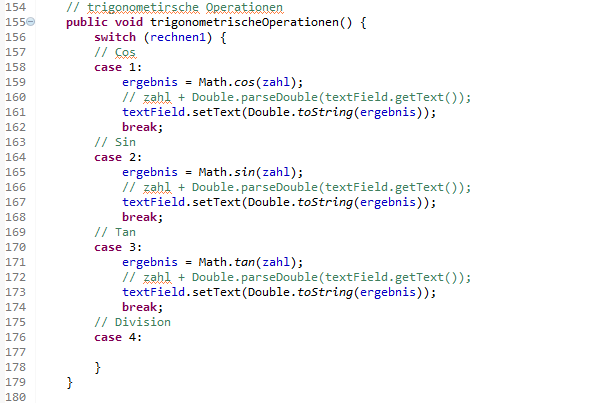 154 // trigonometirsche Operationen
155 public void trigonometrischeOperationen() {
156 switch (rechnen1) {
157 // Cos
158 case 1:
159 ergebnis = Math.cos(zahl);
160 // zahl + Double.parseDouble(textField.getText());
161 textField.setText(Double.toString(ergebnis));
162 break;
163 // Sin
164 case 2:
165 ergebnis = Math.sin(zahl);
166 // zahl + Double.parseDouble(textField.getText());
167 textField.setText(Double.toString(ergebnis));
168 break;
169 // Tan
170 case 3:
171 ergebnis = Math.tan(zahl);
172 // zahl + Double.parseDouble(textField.getText());
173 textField.setText(Double.toString(ergebnis));
174 break;
175 // Division
176 case 4:
177
178 }
179 }
180